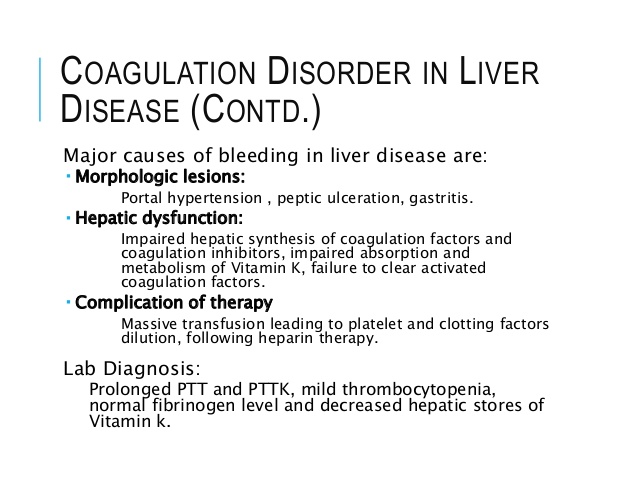 COAGULATION DISORDER IN LIVER
DISEASE (CONTD.)
Major causes of bleeding in liver disease are:
• Morphologic lesions:
Portal hypertension , peptic ulceration, gastritis.
• Hepatic dysfunction:
Impaired hepatic synthesis of coagulation factors and
coagulation inhibitors, impaired absorption and
metabolism of Vitamin K, failure to clear activated
coagulation factors.
• Complication of therapy
Massive transfusion leading to platelet and clotting factors
dilution, following heparin therapy.
Lab Diagnosis:
Prolonged PTT and PTTK, mild thrombocytopenia,
normal fibrinogen level and decreased hepatic stores of
Vitamin k.